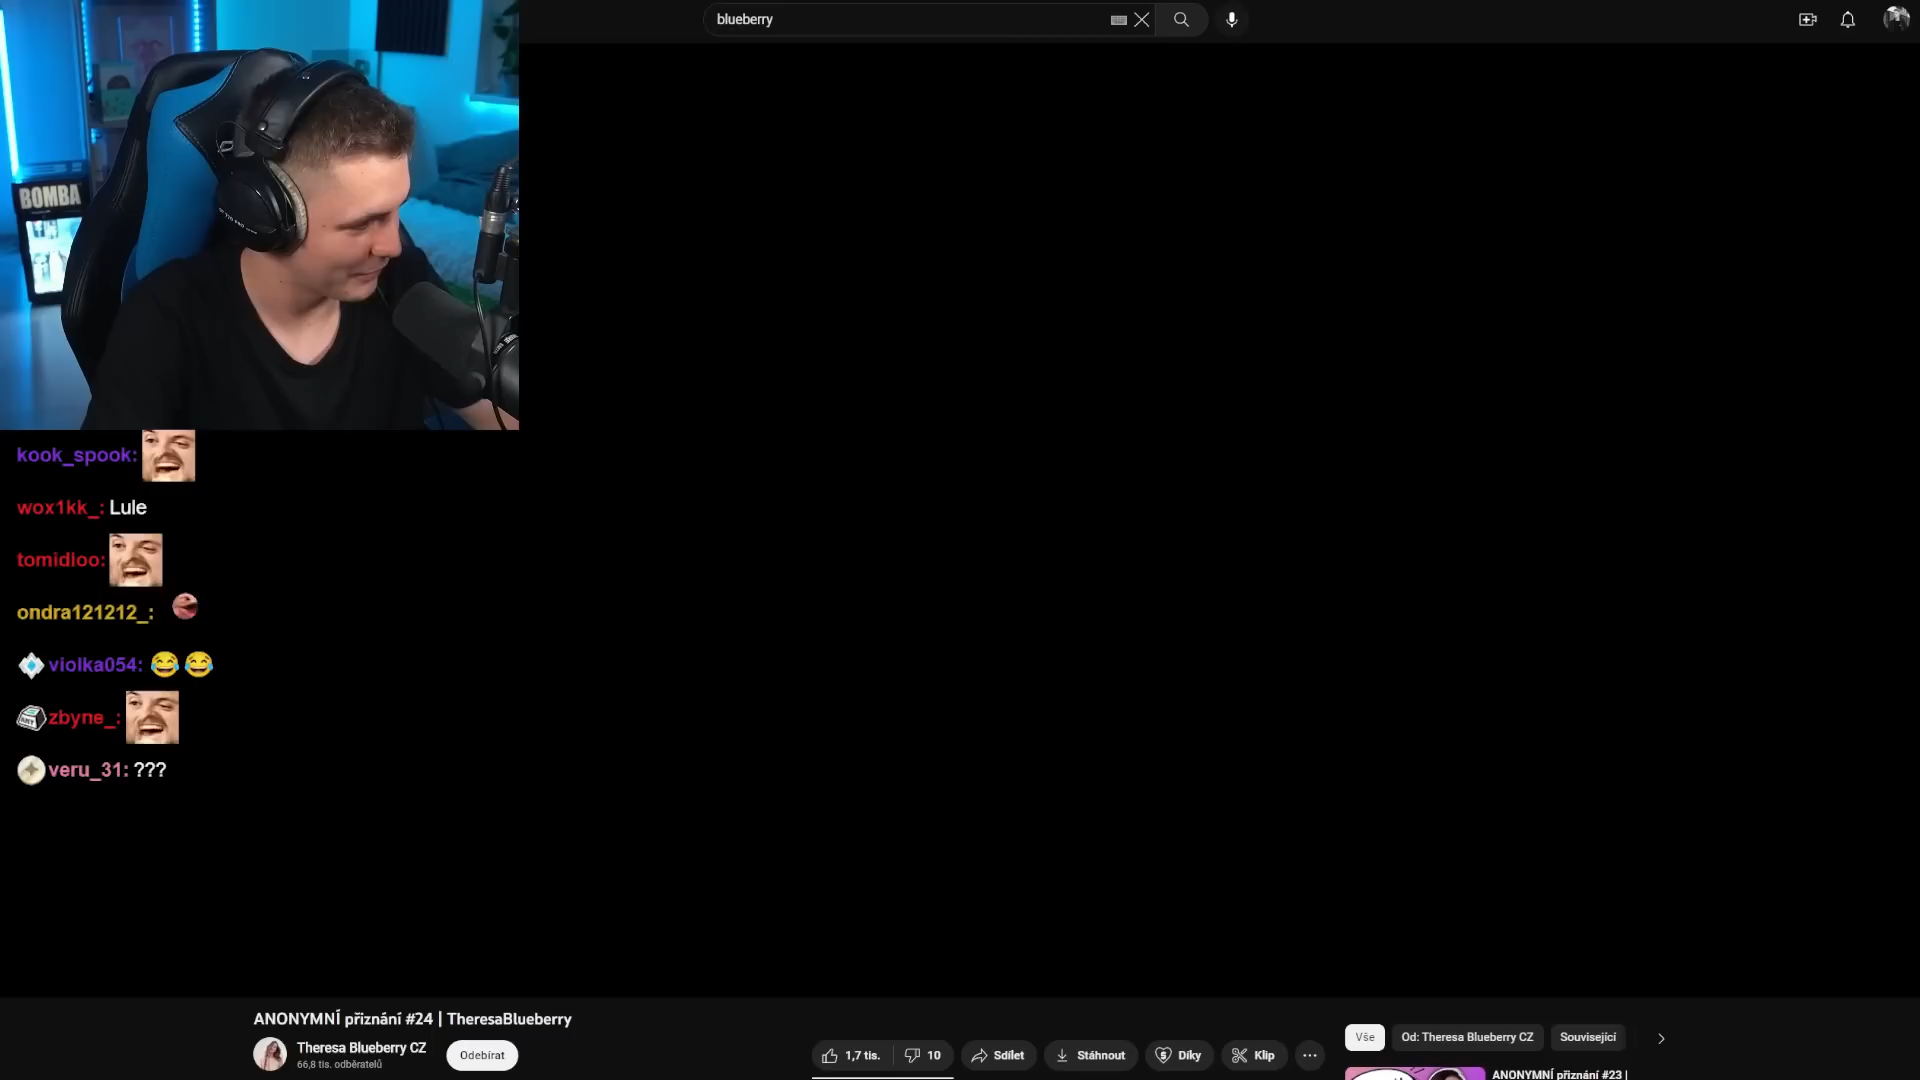 blueberry
BOMBA
kook_spook:
wox1kk_: Lule
tomidioo:
ondra121212_:
violka054: 😂 😂
zbyne_:
veru_31: ???
ANONYMNÍ přiznání #24 | TheresaBlueberry
Theresa Blueberry CZ
66,8 tis. odběratelů
Odebírat
1,7 tis.
10
Sdílet
Stáhnout
Díky
Klip
Vše
Od: Theresa Blueberry CZ
Související
ANONYMNÍ přiznání #23 |